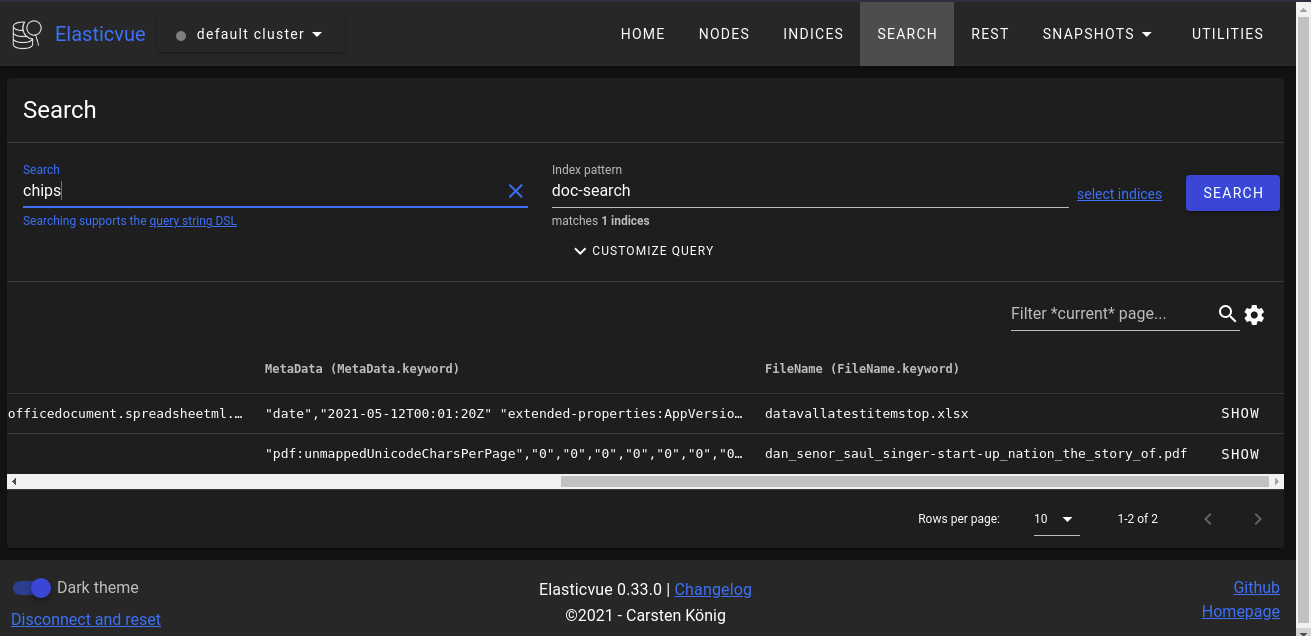 Elasticvue default cluster HOME NODES INDICES SEARCH REST SNAPSHOTS UTILITIES
Search
Search Index pattern
chips doc-search select indices SEARCH
Searching supports the query string DSL matches 1 indices
CUSTOMIZE QUERY
Filter *current* page...
MetaData (MetaData.keyword) FileName (FileName.keyword)
officedocument.spreadsheetml.… "date","2021-05-12T00:01:20Z" "extended-properties:AppVersio… datavallatestitemstop.xlsx SHOW
"pdf:unmappedUnicodeCharsPerPage","0","0","0","0","0","0","0… dan_senor_saul_singer-start-up_nation_the_story_of.pdf SHOW
Rows per page: 10 1-2 of 2
Dark theme Elasticvue 0.33.0 | Changelog Github
Disconnect and reset ©2021 - Carsten König Homepage